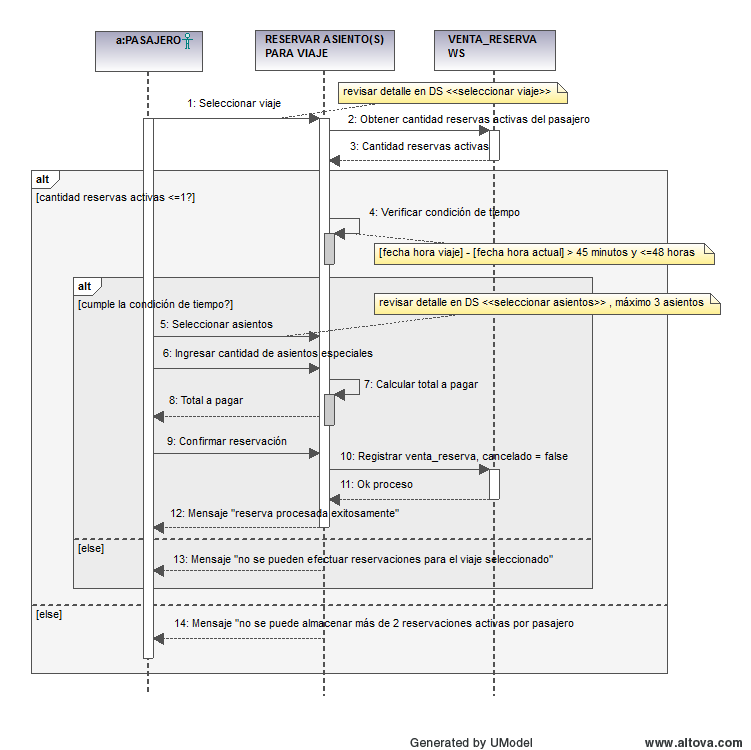 a:PASAJERO
RESERVAR ASIENTO(S)
PARA VIAJE
VENTA_RESERVA
WS
revisar detalle en DS <<seleccionar viaje>>
1: Seleccionar viaje
2: Obtener cantidad reservas activas del pasajero
3: Cantidad reservas activas
alt
[cantidad reservas activas <=1?]
4: Verificar condición de tiempo
[fecha hora viaje] - [fecha hora actual] > 45 minutos y <=48 horas
alt
[cumple la condición de tiempo?]
revisar detalle en DS <<seleccionar asientos>> , máximo 3 asientos
5: Seleccionar asientos
6: Ingresar cantidad de asientos especiales
7: Calcular total a pagar
8: Total a pagar
9: Confirmar reservación
10: Registrar venta_reserva, cancelado = false
11: Ok proceso
12: Mensaje "reserva procesada exitosamente"
[else]
13: Mensaje "no se pueden efectuar reservaciones para el viaje seleccionado"
[else]
14: Mensaje "no se puede almacenar más de 2 reservaciones activas por pasajero
Generated by UModel
www.altova.com